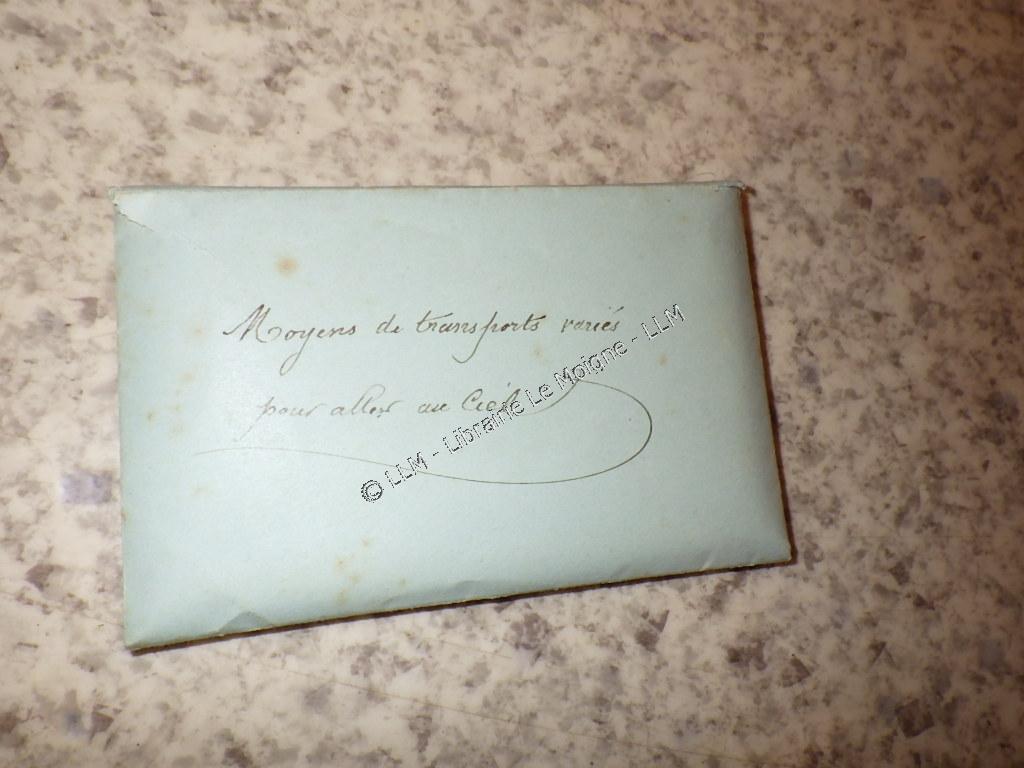 Moyens de transports variés
pour aller au Ciel
© LLM - Librairie Le Moigne - LLM